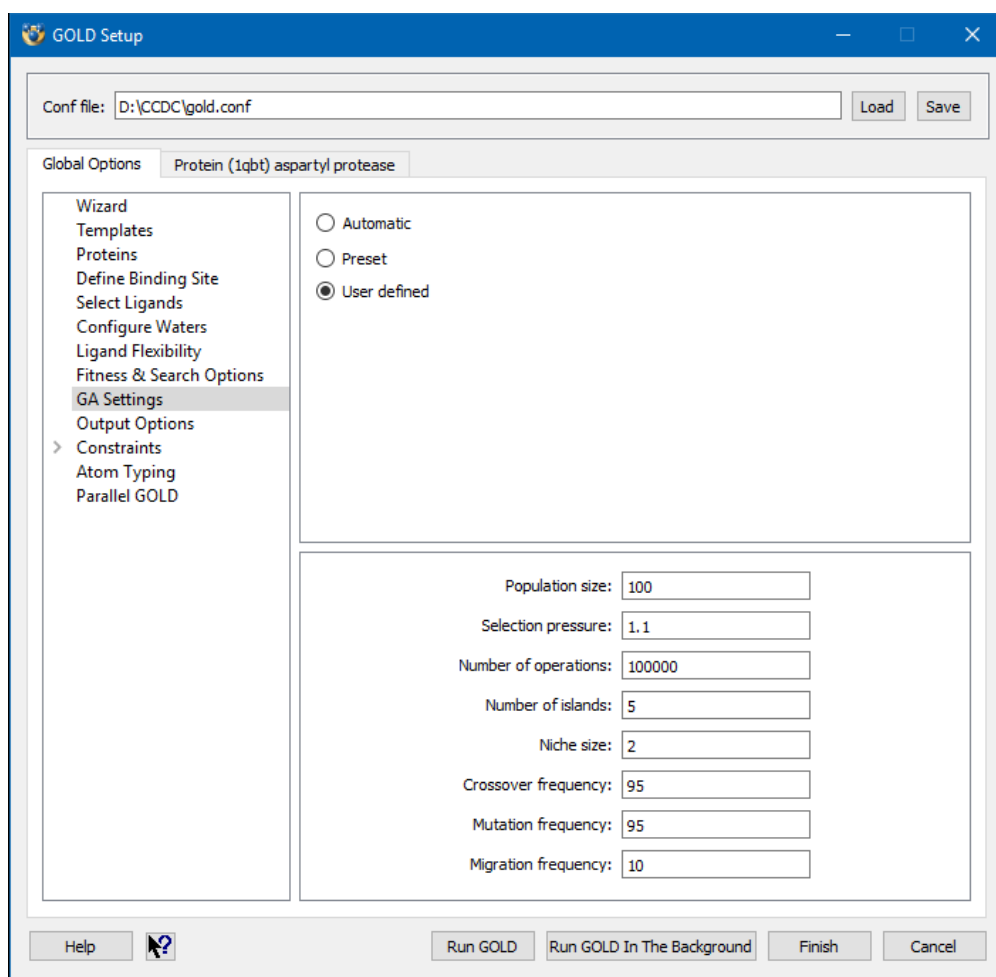 GOLD Setup
Conf file: D:\CCDC\gold.conf Load Save
Global Options Protein (1qbt) aspartyl protease
Wizard
Templates
Proteins
Define Binding Site
Select Ligands
Configure Waters
Ligand Flexibility
Fitness & Search Options
GA Settings
Output Options
Constraints
Atom Typing
Parallel GOLD
Automatic
Preset
User defined
Population size: 100
Selection pressure: 1.1
Number of operations: 100000
Number of islands: 5
Niche size: 2
Crossover frequency: 95
Mutation frequency: 95
Migration frequency: 10
Help ? Run GOLD Run GOLD In The Background Finish Cancel